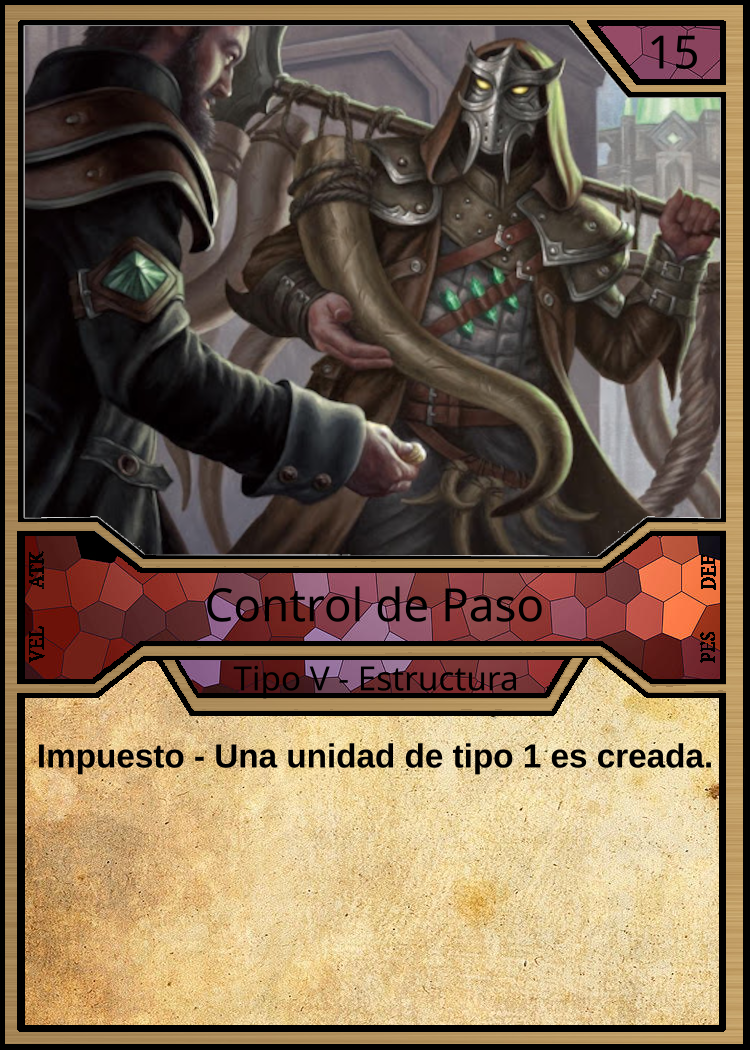 15
ATK
DEF
Control de Paso
VEL
PES
Tipo V - Estructura
Impuesto - Una unidad de tipo 1 es creada.